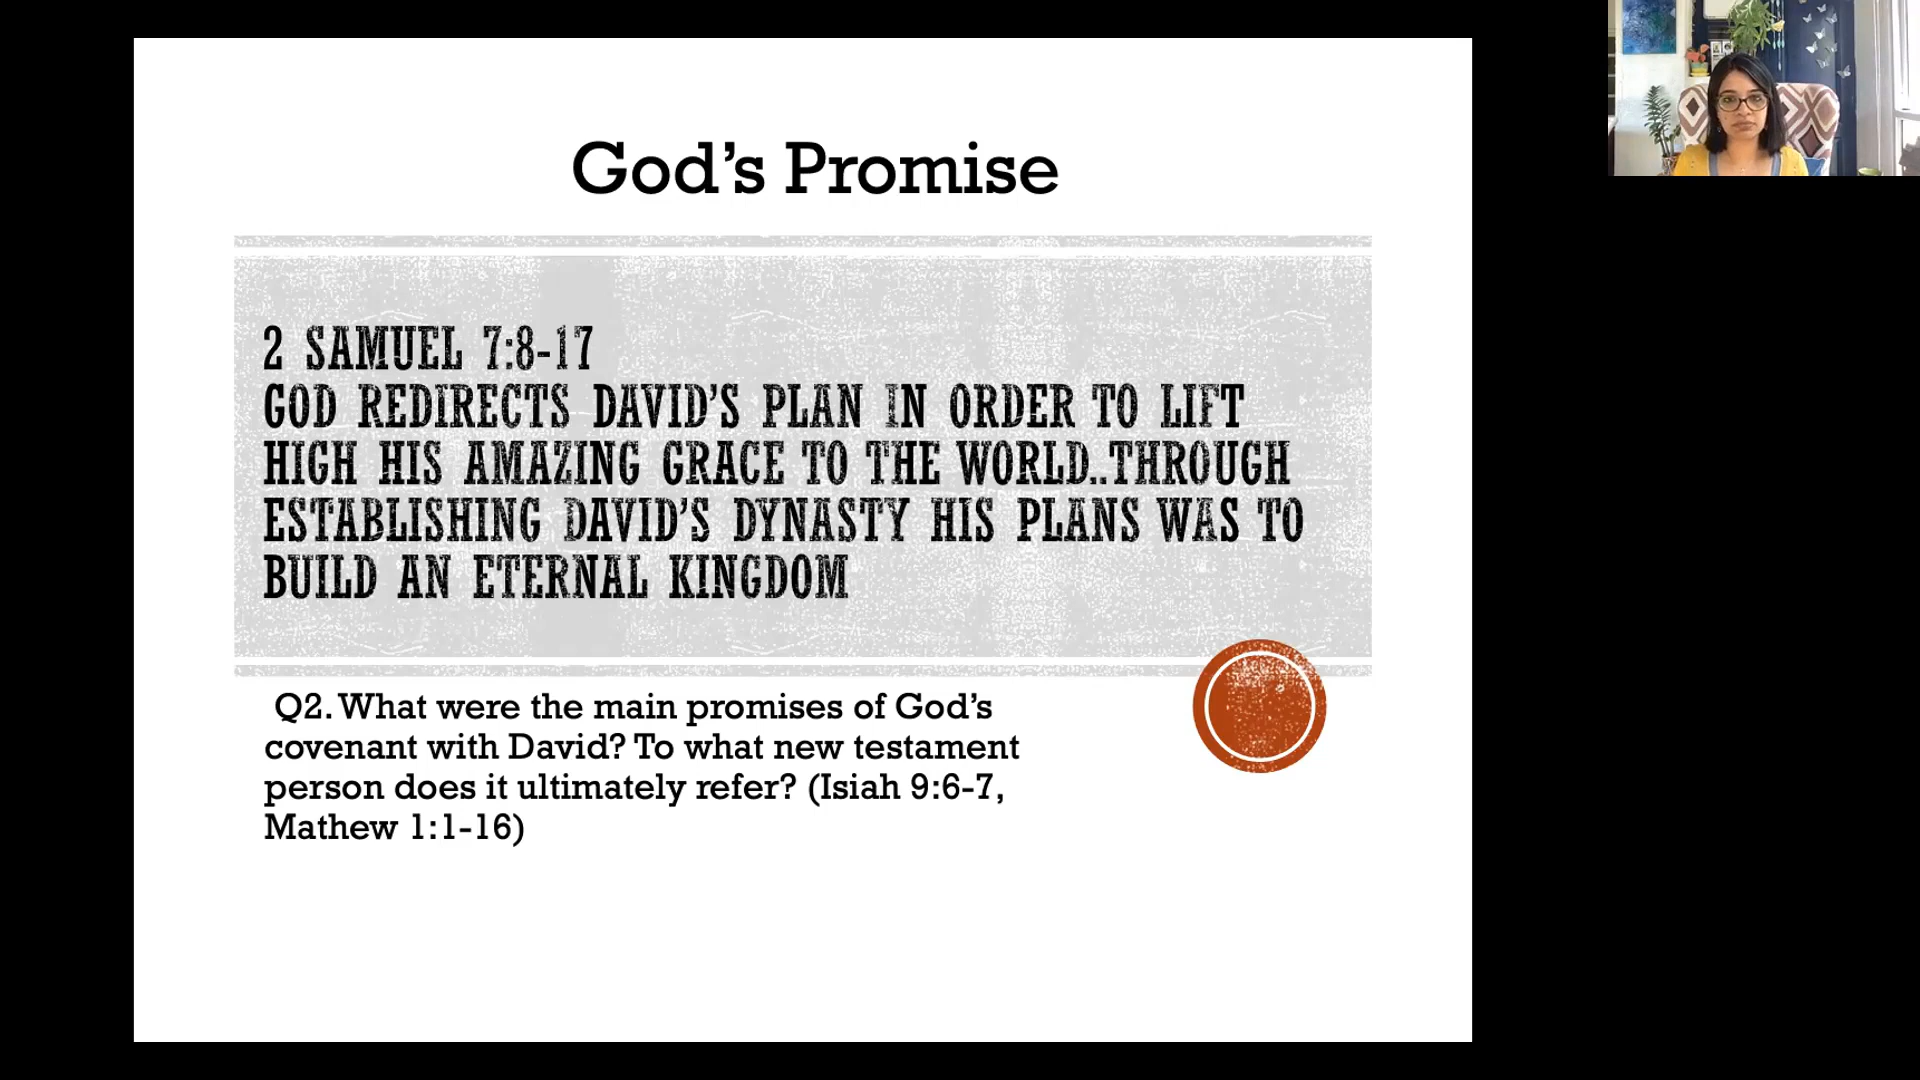 God’s Promise
2 SAMUEL 7:8-17
GOD REDIRECTS DAVID’S PLAN IN ORDER TO LIFT
HIGH HIS AMAZING GRACE TO THE WORLD..THROUGH
ESTABLISHING DAVID’S DYNASTY HIS PLANS WAS TO
BUILD AN ETERNAL KINGDOM
Q2. What were the main promises of God’s
covenant with David? To what new testament
person does it ultimately refer? (Isiah 9:6-7,
Mathew 1:1-16)